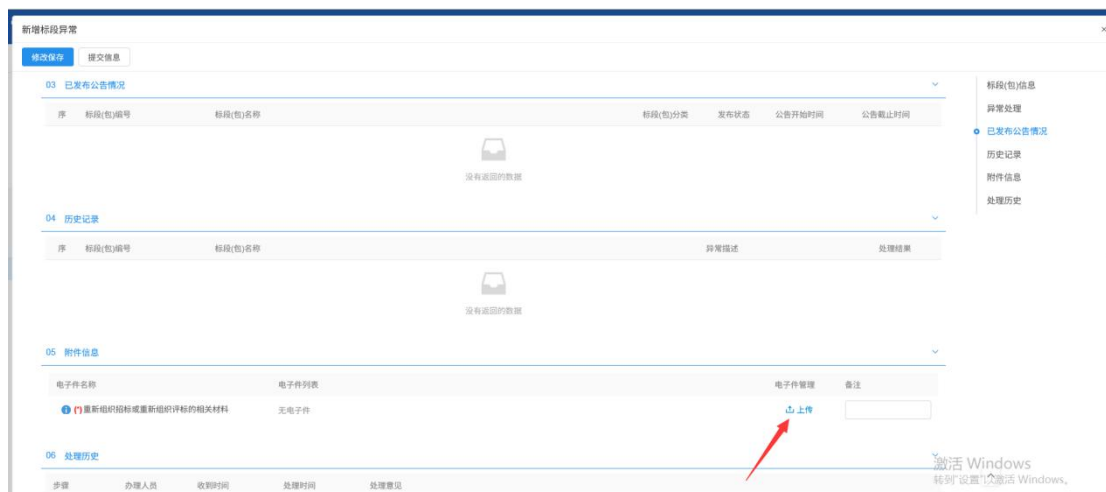 新增标段异常
×
修改保存 提交信息
03 已发布公告情况
序 标段(包)编号 标段(包)名称 标段(包)分类 发布状态 公告开始时间 公告截止时间
没有返回的数据
04 历史记录
序 标段(包)编号 标段(包)名称 异常描述 处理结果
没有返回的数据
05 附件信息
电子件名称 电子件列表 电子件管理 备注
(*)重新组织招标或重新组织评标的相关材料 无电子件 上传
06 处理历史
步骤 办理人员 收到时间 处理时间 处理意见
标段(包)信息
异常处理
已发布公告情况
历史记录
附件信息
处理历史
激活 Windows
转到"设置"以激活 Windows。